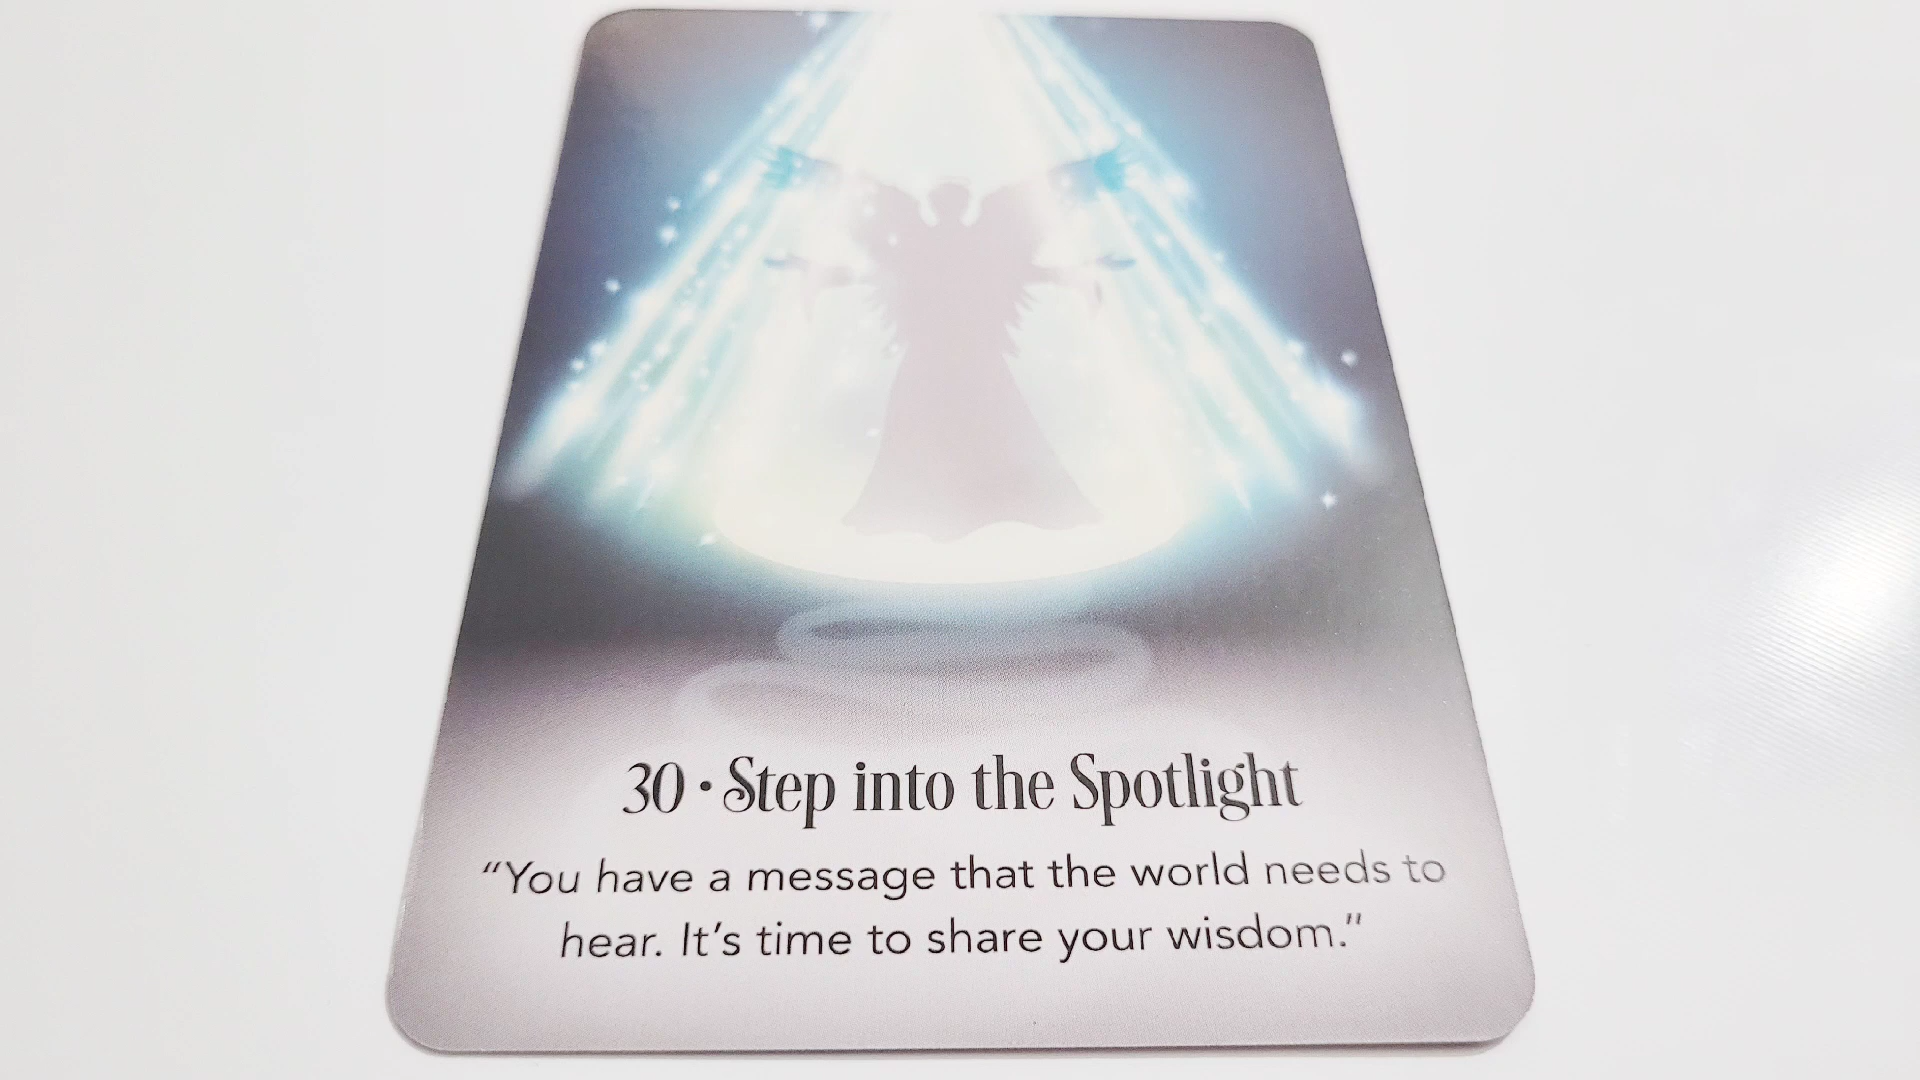 30 · Step into the Spotlight
“You have a message that the world needs to
hear. It’s time to share your wisdom.”